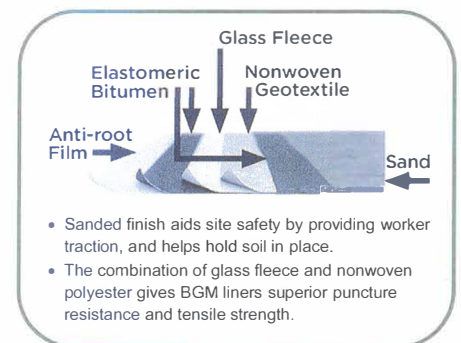 Glass Fleece
Elastomeric
Bitumen
Nonwoven
Geotextile
Anti-root
Film
Sand
• Sanded finish aids site safety by providing worker
traction, and helps hold soil in place.
• The combination of glass fleece and nonwoven
polyester gives BGM liners superior puncture
resistance and tensile strength.